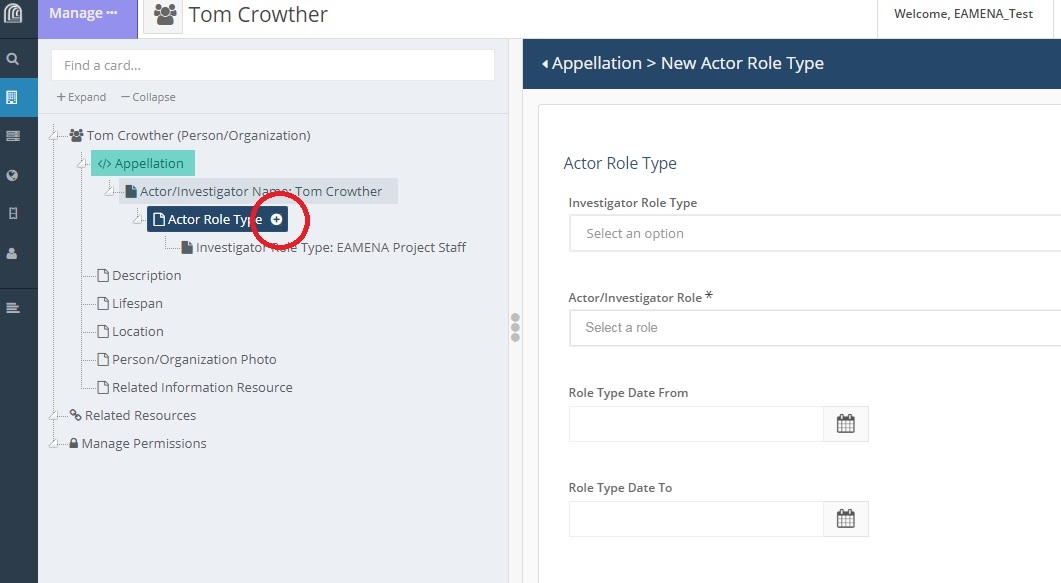 Manage
Tom Crowther
Welcome, EAMENA_Test
Find a card...
Expand Collapse
Tom Crowther (Person/Organization)
</> Appellation
Actor/Investigator Name: Tom Crowther
Actor Role Type
Investigator Role Type: EAMENA Project Staff
Description
Lifespan
Location
Person/Organization Photo
Related Information Resource
Related Resources
Manage Permissions
Appellation > New Actor Role Type
Actor Role Type
Investigator Role Type
Select an option
Actor/Investigator Role *
Select a role
Role Type Date From
Role Type Date To